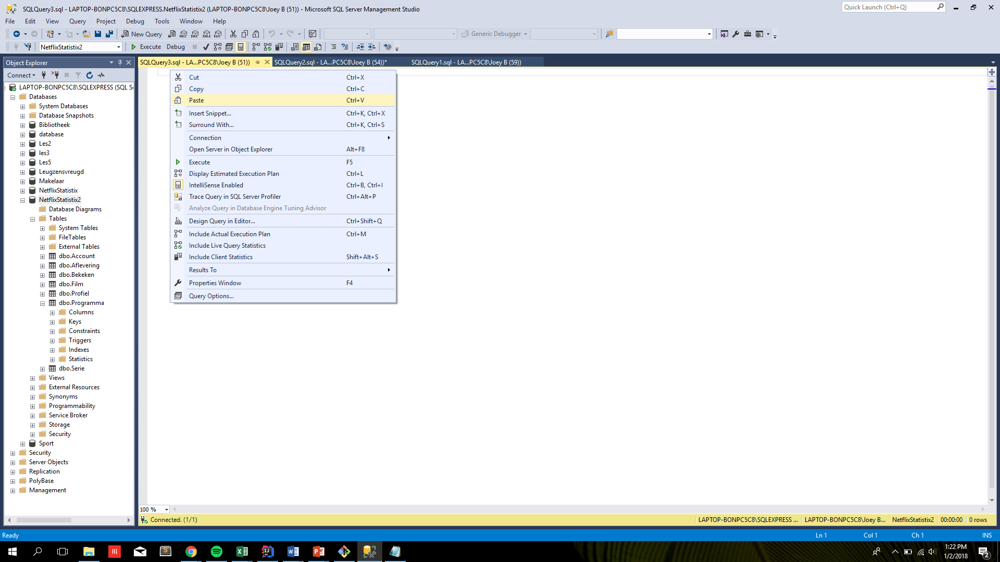 SQLQuery3.sql - LAPTOP-BONPC5C8\SQLEXPRESS.NetflixStatistix2 (LAPTOP-BONPC5C8\Joey B (51)) - Microsoft SQL Server Management Studio
Quick Launch (Ctrl+Q)
File Edit View Query Project Debug Tools Window Help
New Query
Generic Debugger
NetflixStatistix2
Execute Debug
Object Explorer
Connect
LAPTOP-BONPC5C8\SQLEXPRESS (SQL S
Databases
System Databases
Database Snapshots
Bibliotheek
database
Les2
les3
Les5
Leugzensvreugd
Makelaar
NetflixStatistix
NetflixStatistix2
Database Diagrams
Tables
System Tables
FileTables
External Tables
dbo.Account
dbo.Aflevering
dbo.Bekeken
dbo.Film
dbo.Profiel
dbo.Programma
Columns
Keys
Constraints
Triggers
Indexes
Statistics
dbo.Serie
Views
External Resources
Synonyms
Programmability
Service Broker
Storage
Security
Sport
Security
Server Objects
Replication
PolyBase
Management
SQLQuery3.sql - LA...PC5C8\Joey B (51)) SQLQuery2.sql - LA...PC5C8\Joey B (54))* SQLQuery1.sql - LA...PC5C8\Joey B (59))
Cut Ctrl+X
Copy Ctrl+C
Paste Ctrl+V
Insert Snippet... Ctrl+K, Ctrl+X
Surround With... Ctrl+K, Ctrl+S
Connection
Open Server in Object Explorer Alt+F8
Execute F5
Display Estimated Execution Plan Ctrl+L
IntelliSense Enabled Ctrl+B, Ctrl+I
Trace Query in SQL Server Profiler Ctrl+Alt+P
Analyze Query in Database Engine Tuning Advisor
Design Query in Editor... Ctrl+Shift+Q
Include Actual Execution Plan Ctrl+M
Include Live Query Statistics
Include Client Statistics Shift+Alt+S
Results To
Properties Window F4
Query Options...
100 %
Connected. (1/1)
LAPTOP-BONPC5C8\SQLEXPRESS ... LAPTOP-BONPC5C8\Joey B... NetflixStatistix2 00:00:00 0 rows
Ready
Ln 1 Col 1 Ch 1 INS
1:22 PM
1/2/2018
2